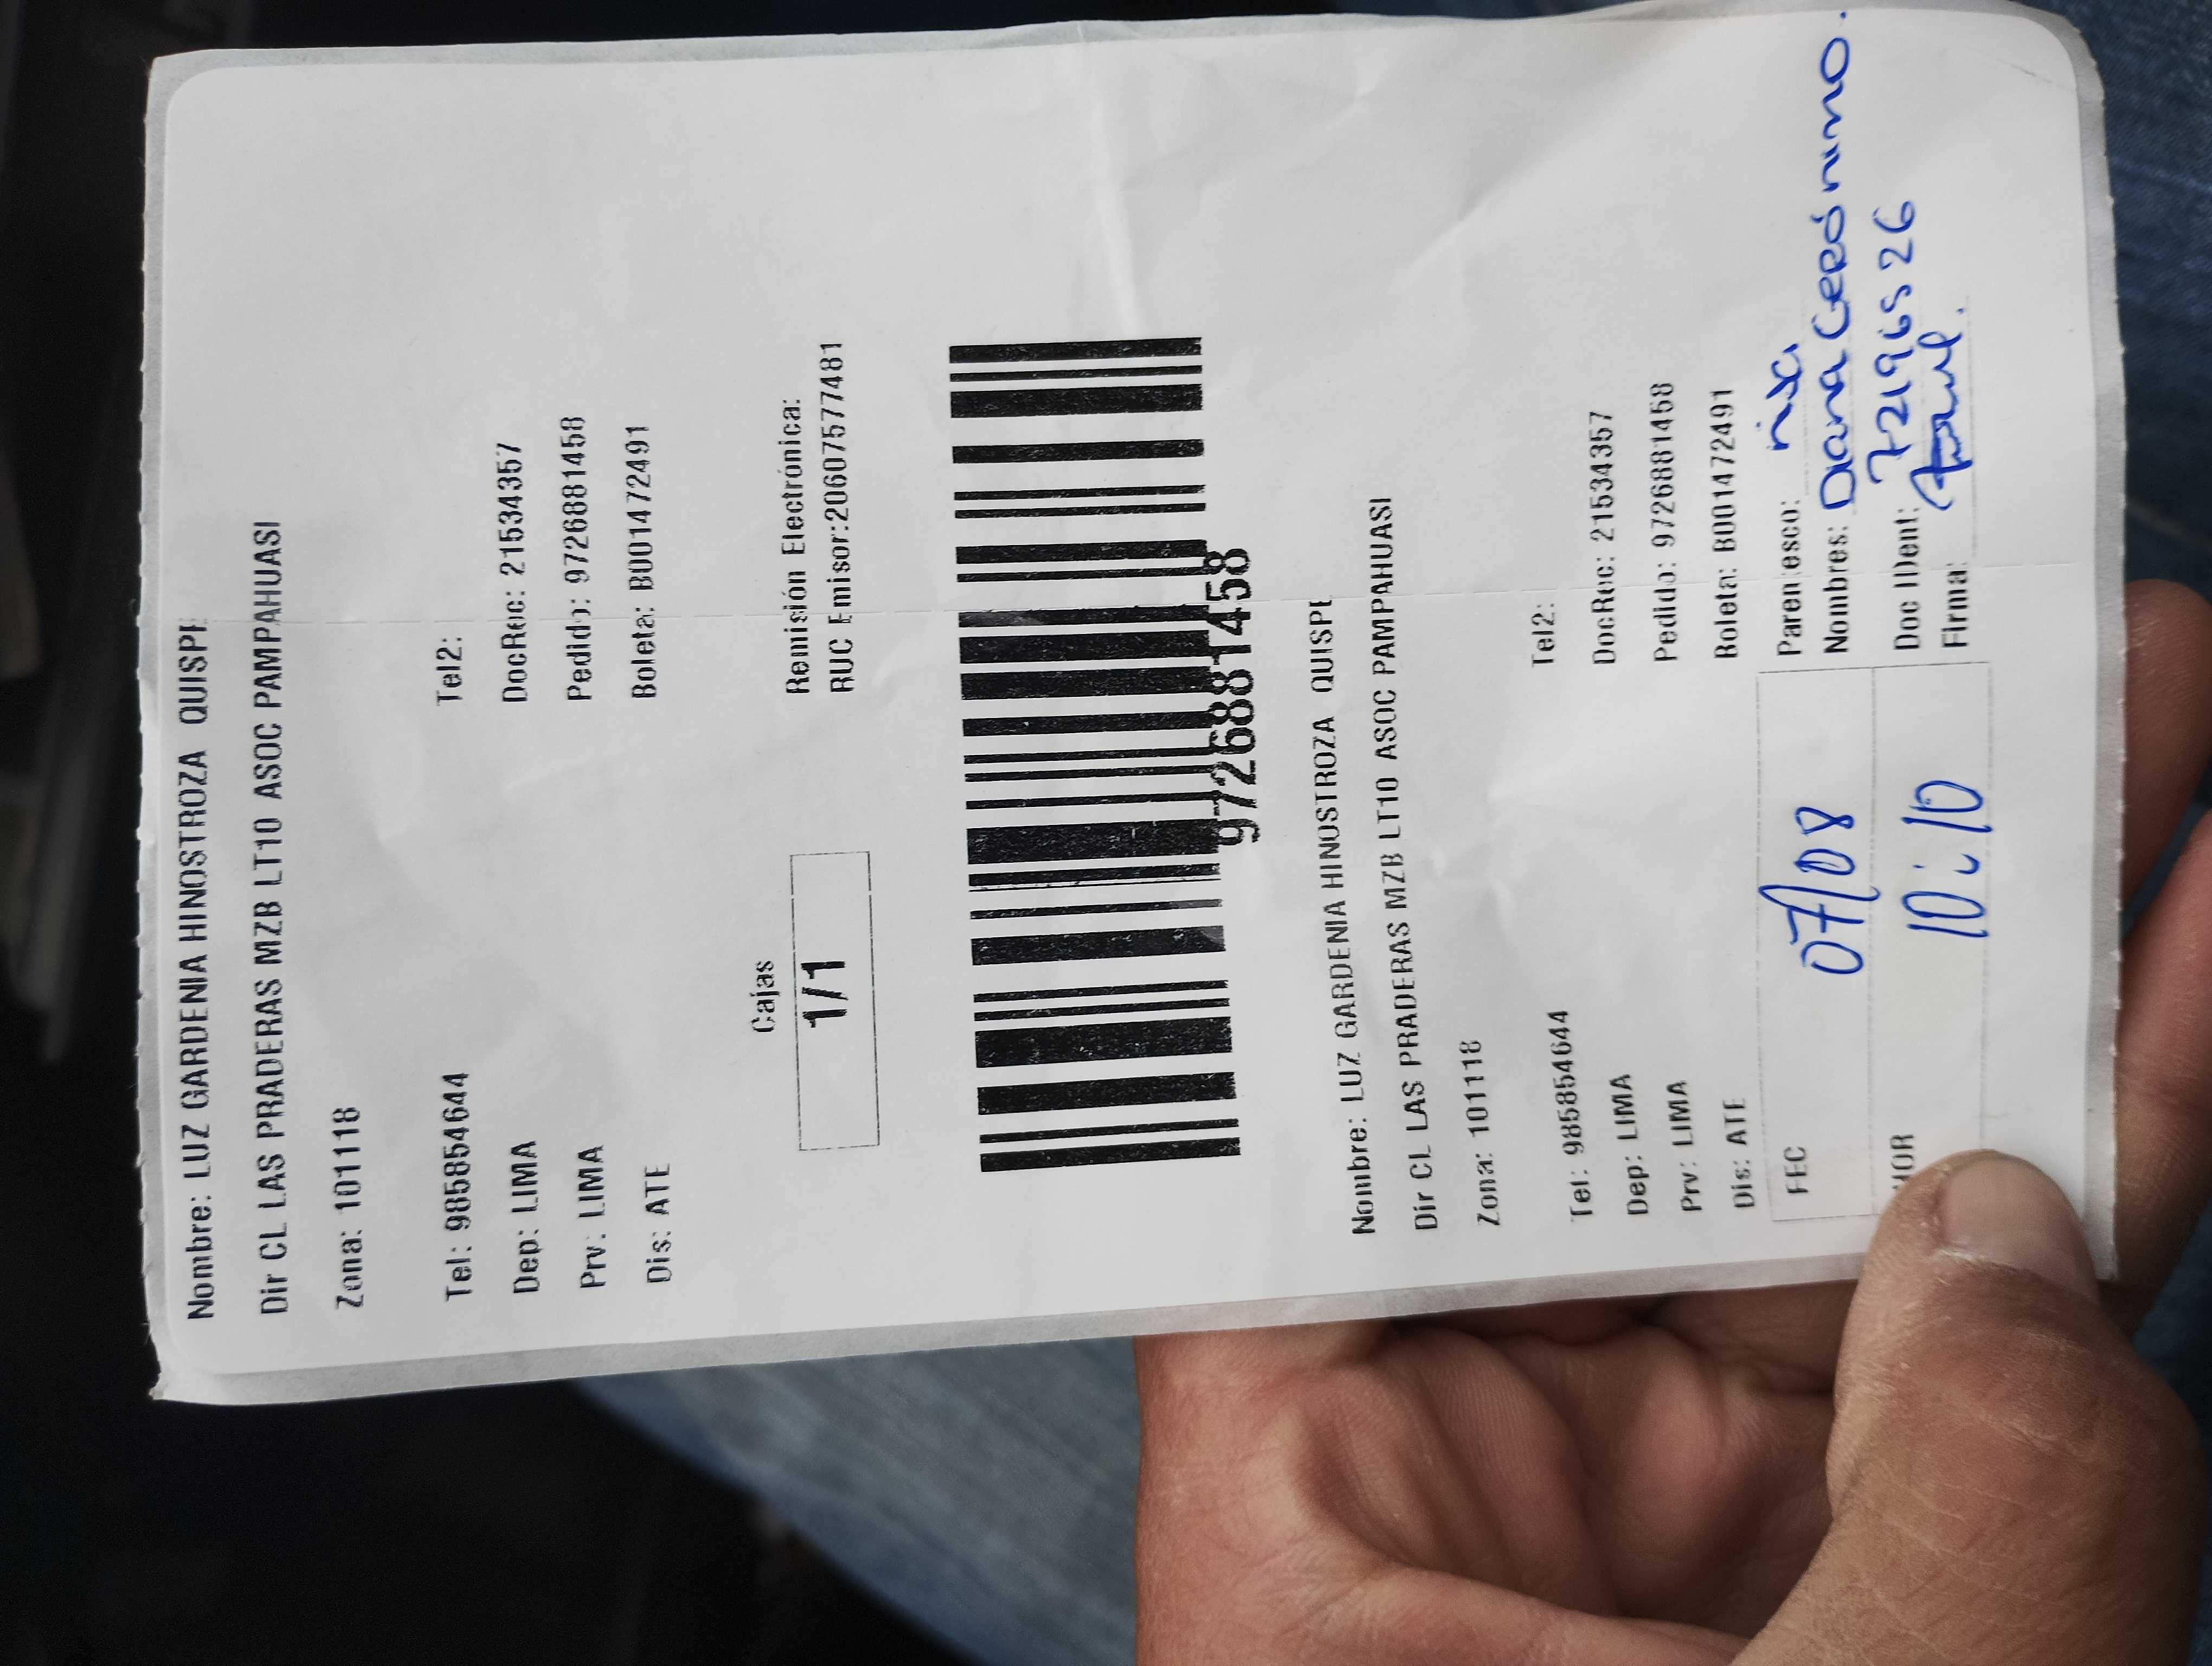 Nombre: LUZ GARDENIA HINOSTROZA QUISPE
Dir CL LAS PRADERAS MZB LT10 ASOC PAMPAHUASI
Zona: 101118
Tel: 985854644 Tel2:
Dep: LIMA DocRec: 21534357
Prv: LIMA Pedido: 9726881458
Dis: ATE Boleta: B001472491
Cajas
1/1
Remisión Electrónica:
RUC Emisor:20607577481
9726881458
Nombre: LUZ GARDENIA HINOSTROZA QUISPE
Dir CL LAS PRADERAS MZB LT10 ASOC PAMPAHUASI
Zona: 101118
Tel: 985854644 Tel2:
Dep: LIMA DocRec: 21534357
Prv: LIMA Pedido: 9726881458
Dis: ATE Boleta: B001472491
FEC 07/08
HOR 10:10
Parentesco:
Nombres: Dana Gerónimo.
Doc IDent: 72196526
Firma: